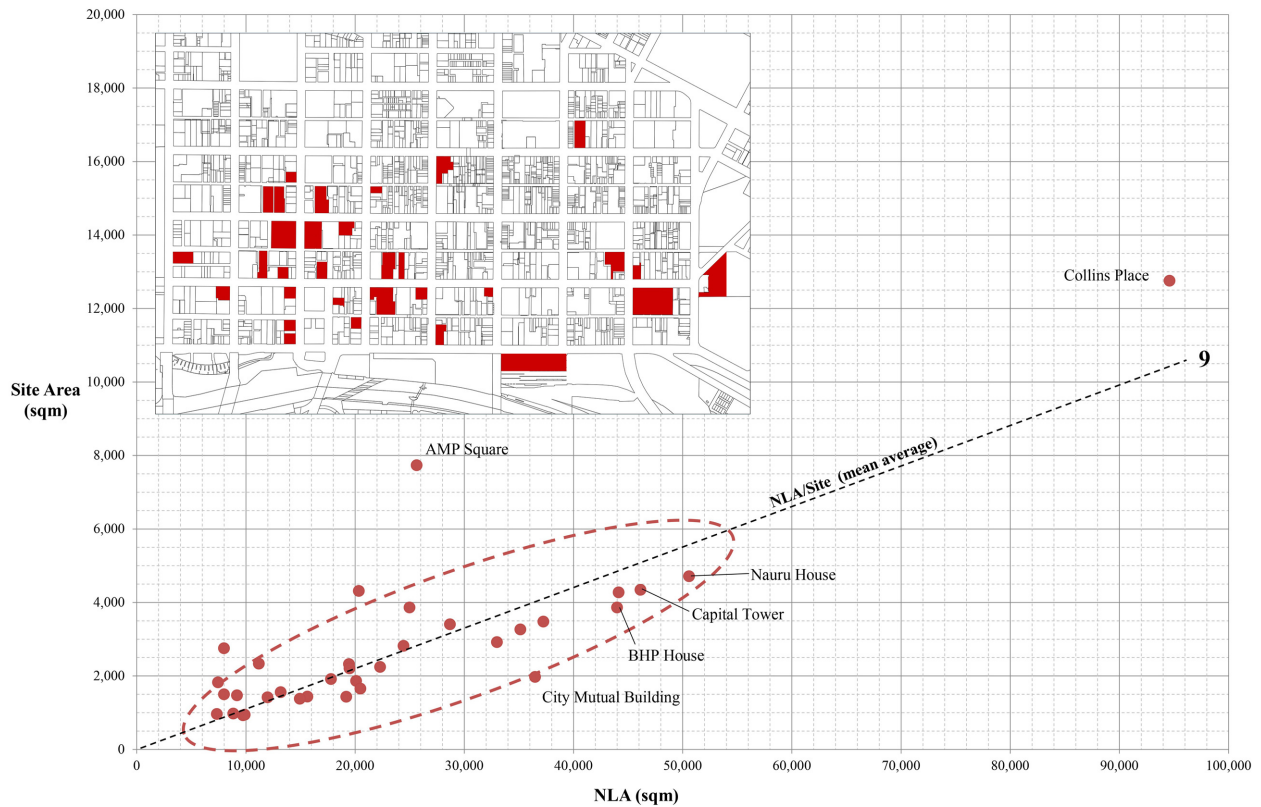 20,000
18,000
16,000
14,000
12,000
10,000
8,000
6,000
4,000
2,000
0
Site Area
(sqm)
Collins Place
9
AMP Square
NLA/Site (mean average)
Nauru House
Capital Tower
BHP House
City Mutual Building
0
10,000
20,000
30,000
40,000
50,000
60,000
70,000
80,000
90,000
100,000
NLA (sqm)